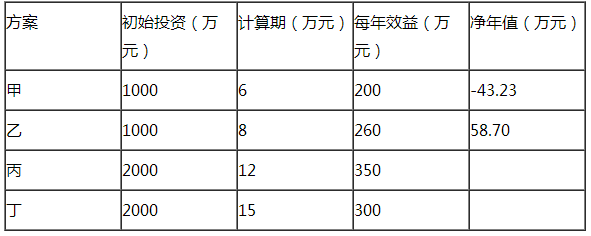 方案 初始投资（万元） 计算期（万元） 每年效益（万元） 净年值（万元）
甲 1000 6 200 -43.23
乙 1000 8 260 58.70
丙 2000 12 350
丁 2000 15 300